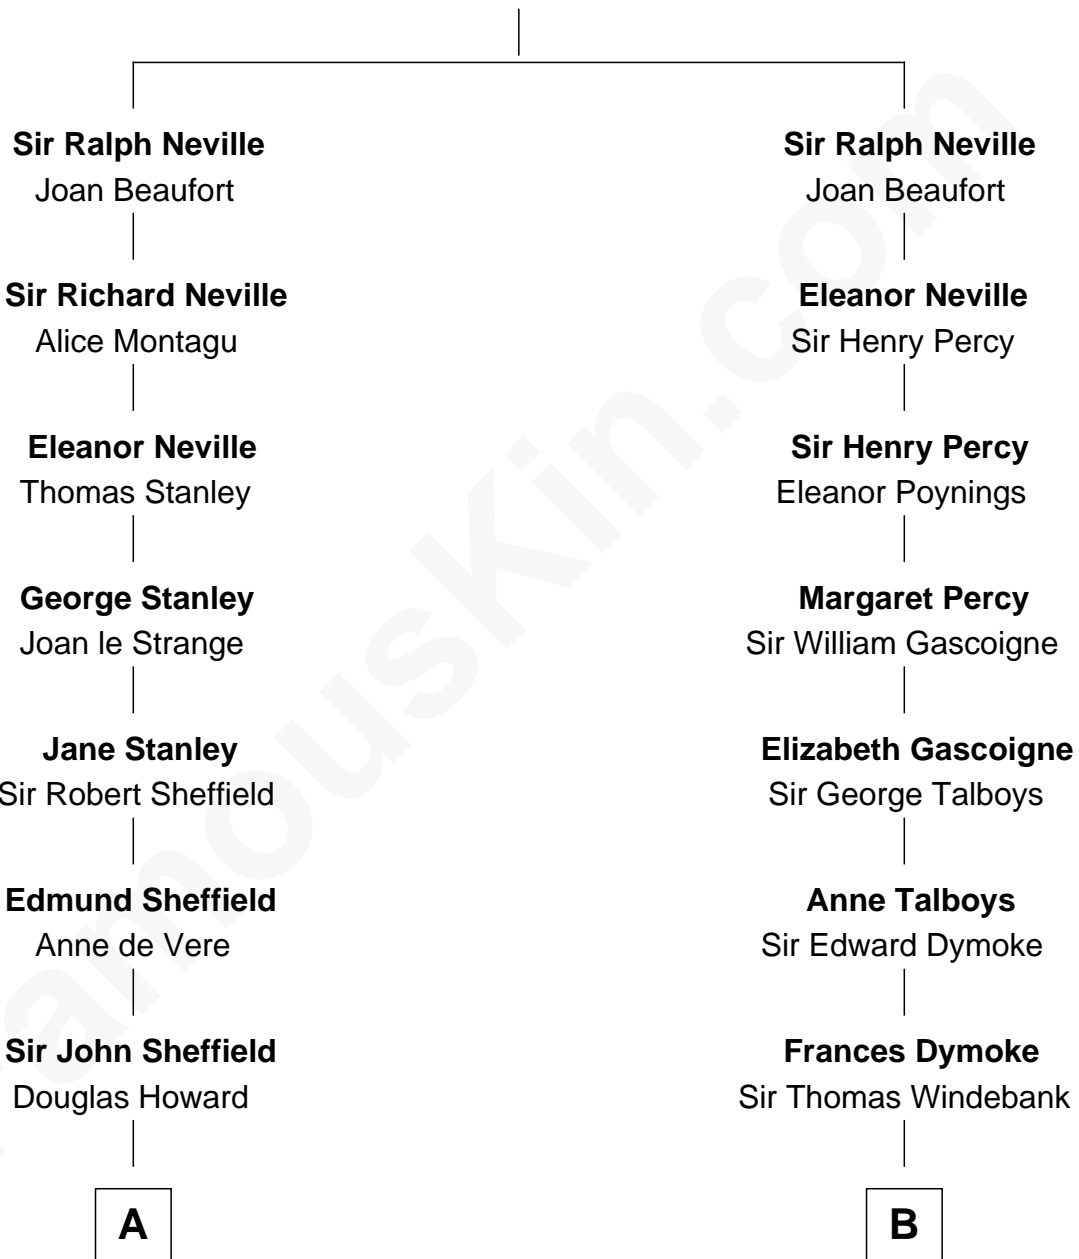 Sir Ralph Neville
Joan Beaufort
Sir Richard Neville
Alice Montagu
Eleanor Neville
Thomas Stanley
George Stanley
Joan le Strange
Jane Stanley
Sir Robert Sheffield
Edmund Sheffield
Anne de Vere
Sir John Sheffield
Douglas Howard
A
Sir Ralph Neville
Joan Beaufort
Eleanor Neville
Sir Henry Percy
Sir Henry Percy
Eleanor Poynings
Margaret Percy
Sir William Gascoigne
Elizabeth Gascoigne
Sir George Talboys
Anne Talboys
Sir Edward Dymoke
Frances Dymoke
Sir Thomas Windebank
B
FamousKin.com